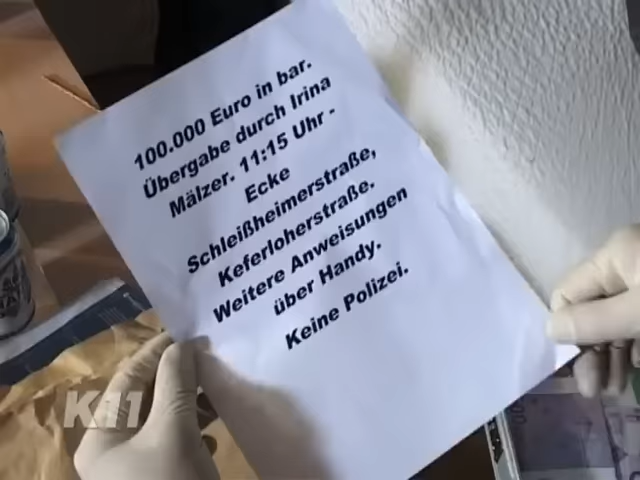 100.000 Euro in bar.
Übergabe durch Irina
Mälzer. 11:15 Uhr -
Ecke
Schleißheimerstraße,
Keferloherstraße.
Weitere Anweisungen
über Handy.
Keine Polizei.
K11